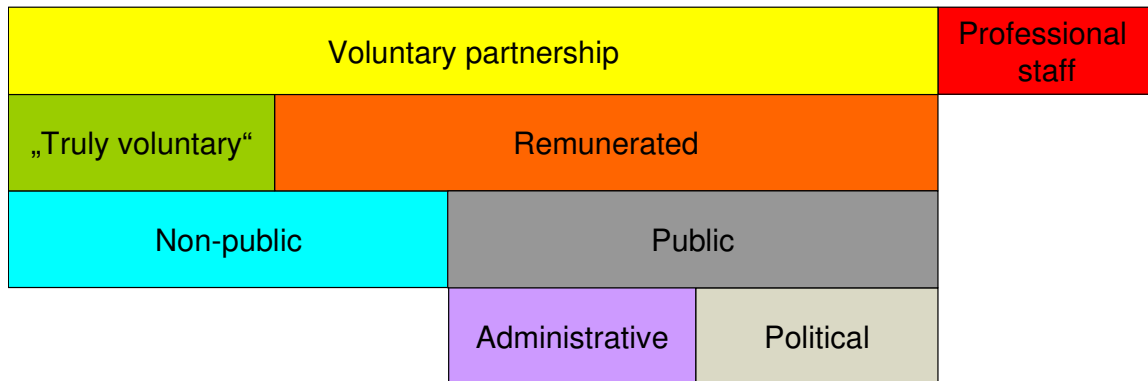 Voluntary partnership
Professional
staff
„Truly voluntary“
Remunerated
Non-public
Public
Administrative
Political